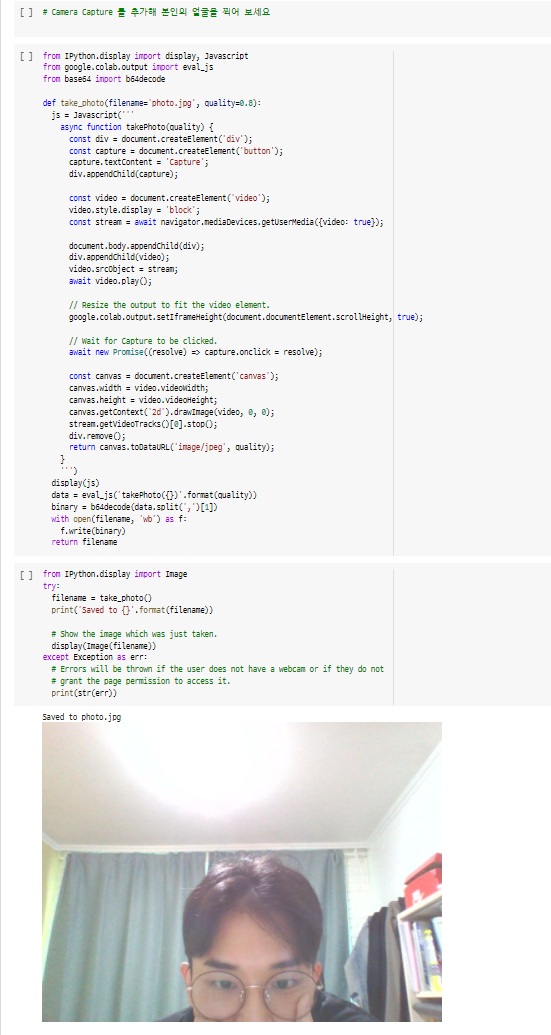 [ ] # Camera Capture 를 추가해 본인의 얼굴을 찍어 보세요
[ ] from IPython.display import display, Javascript
from google.colab.output import eval_js
from base64 import b64decode
def take_photo(filename='photo.jpg', quality=0.8):
js = Javascript('''
async function takePhoto(quality) {
const div = document.createElement('div');
const capture = document.createElement('button');
capture.textContent = 'Capture';
div.appendChild(capture);
const video = document.createElement('video');
video.style.display = 'block';
const stream = await navigator.mediaDevices.getUserMedia({video: true});
document.body.appendChild(div);
div.appendChild(video);
video.srcObject = stream;
await video.play();
// Resize the output to fit the video element.
google.colab.output.setIframeHeight(document.documentElement.scrollHeight, true);
// Wait for Capture to be clicked.
await new Promise((resolve) => capture.onclick = resolve);
const canvas = document.createElement('canvas');
canvas.width = video.videoWidth;
canvas.height = video.videoHeight;
canvas.getContext('2d').drawImage(video, 0, 0);
stream.getVideoTracks()[0].stop();
div.remove();
return canvas.toDataURL('image/jpeg', quality);
}
''')
display(js)
data = eval_js('takePhoto({})'.format(quality))
binary = b64decode(data.split(',')[1])
with open(filename, 'wb') as f:
f.write(binary)
return filename
[ ] from IPython.display import Image
try:
filename = take_photo()
print('Saved to {}'.format(filename))
# Show the image which was just taken.
display(Image(filename))
except Exception as err:
# Errors will be thrown if the user does not have a webcam or if they do not
# grant the page permission to access it.
print(str(err))
Saved to photo.jpg